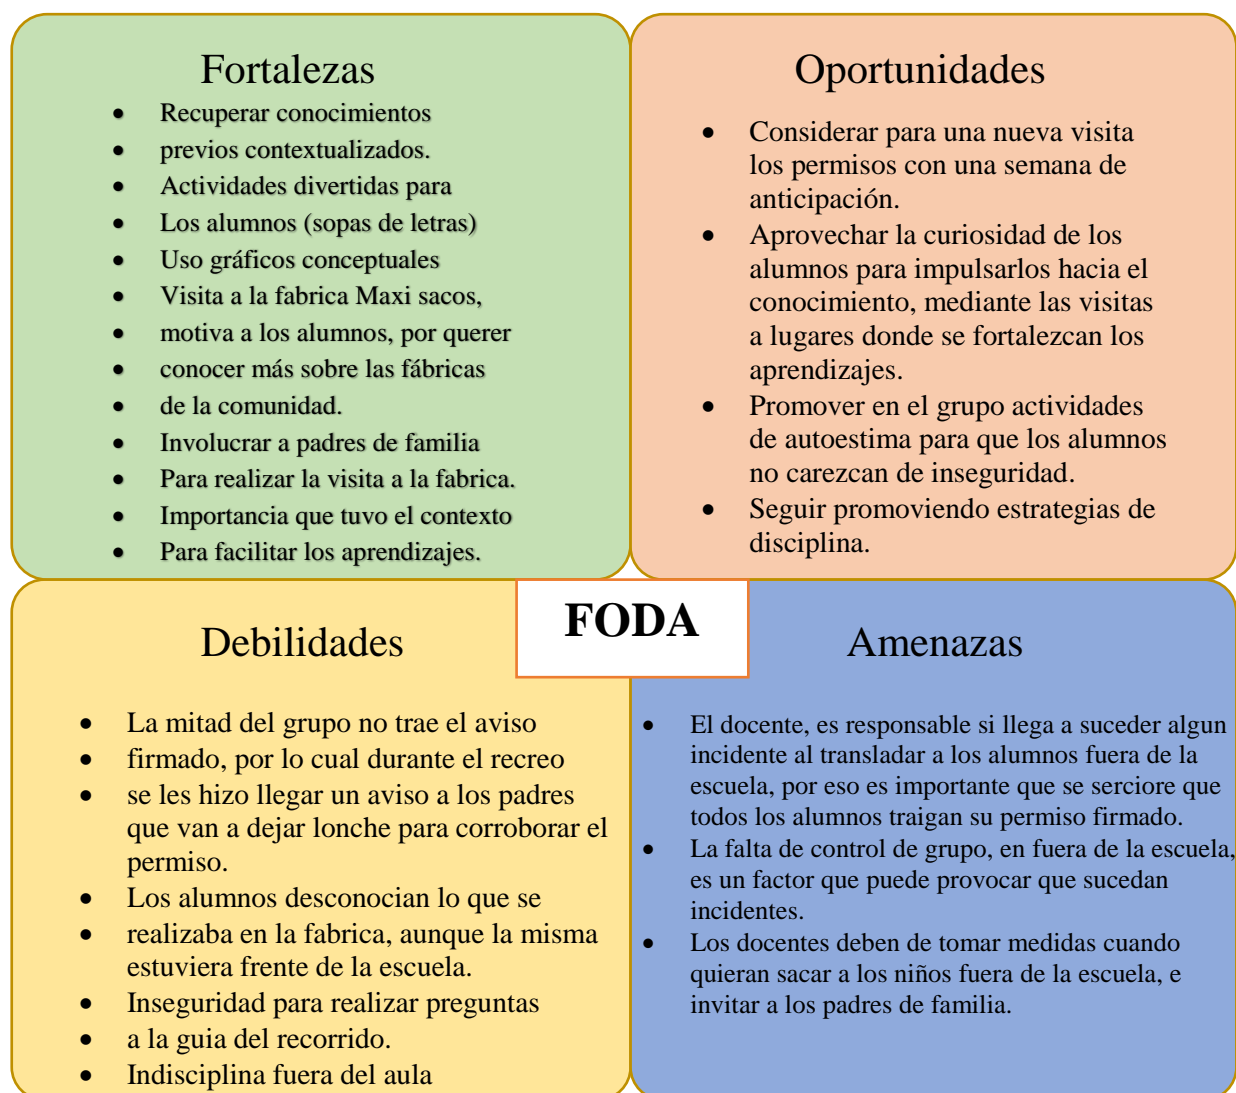 Fortalezas
• Recuperar conocimientos
• previos contextualizados.
• Actividades divertidas para
• Los alumnos (sopas de letras)
• Uso gráficos conceptuales
• Visita a la fabrica Maxi sacos,
• motiva a los alumnos, por querer
• conocer más sobre las fábricas
• de la comunidad.
• Involucrar a padres de familia
• Para realizar la visita a la fabrica.
• Importancia que tuvo el contexto
• Para facilitar los aprendizajes.
Oportunidades
• Considerar para una nueva visita
los permisos con una semana de
anticipación.
• Aprovechar la curiosidad de los
alumnos para impulsarlos hacia el
conocimiento, mediante las visitas
a lugares donde se fortalezcan los
aprendizajes.
• Promover en el grupo actividades
de autoestima para que los alumnos
no carezcan de inseguridad.
• Seguir promoviendo estrategias de
disciplina.
FODA
Debilidades
• La mitad del grupo no trae el aviso
• firmado, por lo cual durante el recreo
• se les hizo llegar un aviso a los padres
que van a dejar lonche para corroborar el
permiso.
• Los alumnos desconocian lo que se
• realizaba en la fabrica, aunque la misma
estuviera frente de la escuela.
• Inseguridad para realizar preguntas
• a la guia del recorrido.
• Indisciplina fuera del aula
Amenazas
• El docente, es responsable si llega a suceder algun
incidente al transladar a los alumnos fuera de la
escuela, por eso es importante que se serciore que
todos los alumnos traigan su permiso firmado.
• La falta de control de grupo, en fuera de la escuela,
es un factor que puede provocar que sucedan
incidentes.
• Los docentes deben de tomar medidas cuando
quieran sacar a los niños fuera de la escuela, e
invitar a los padres de familia.